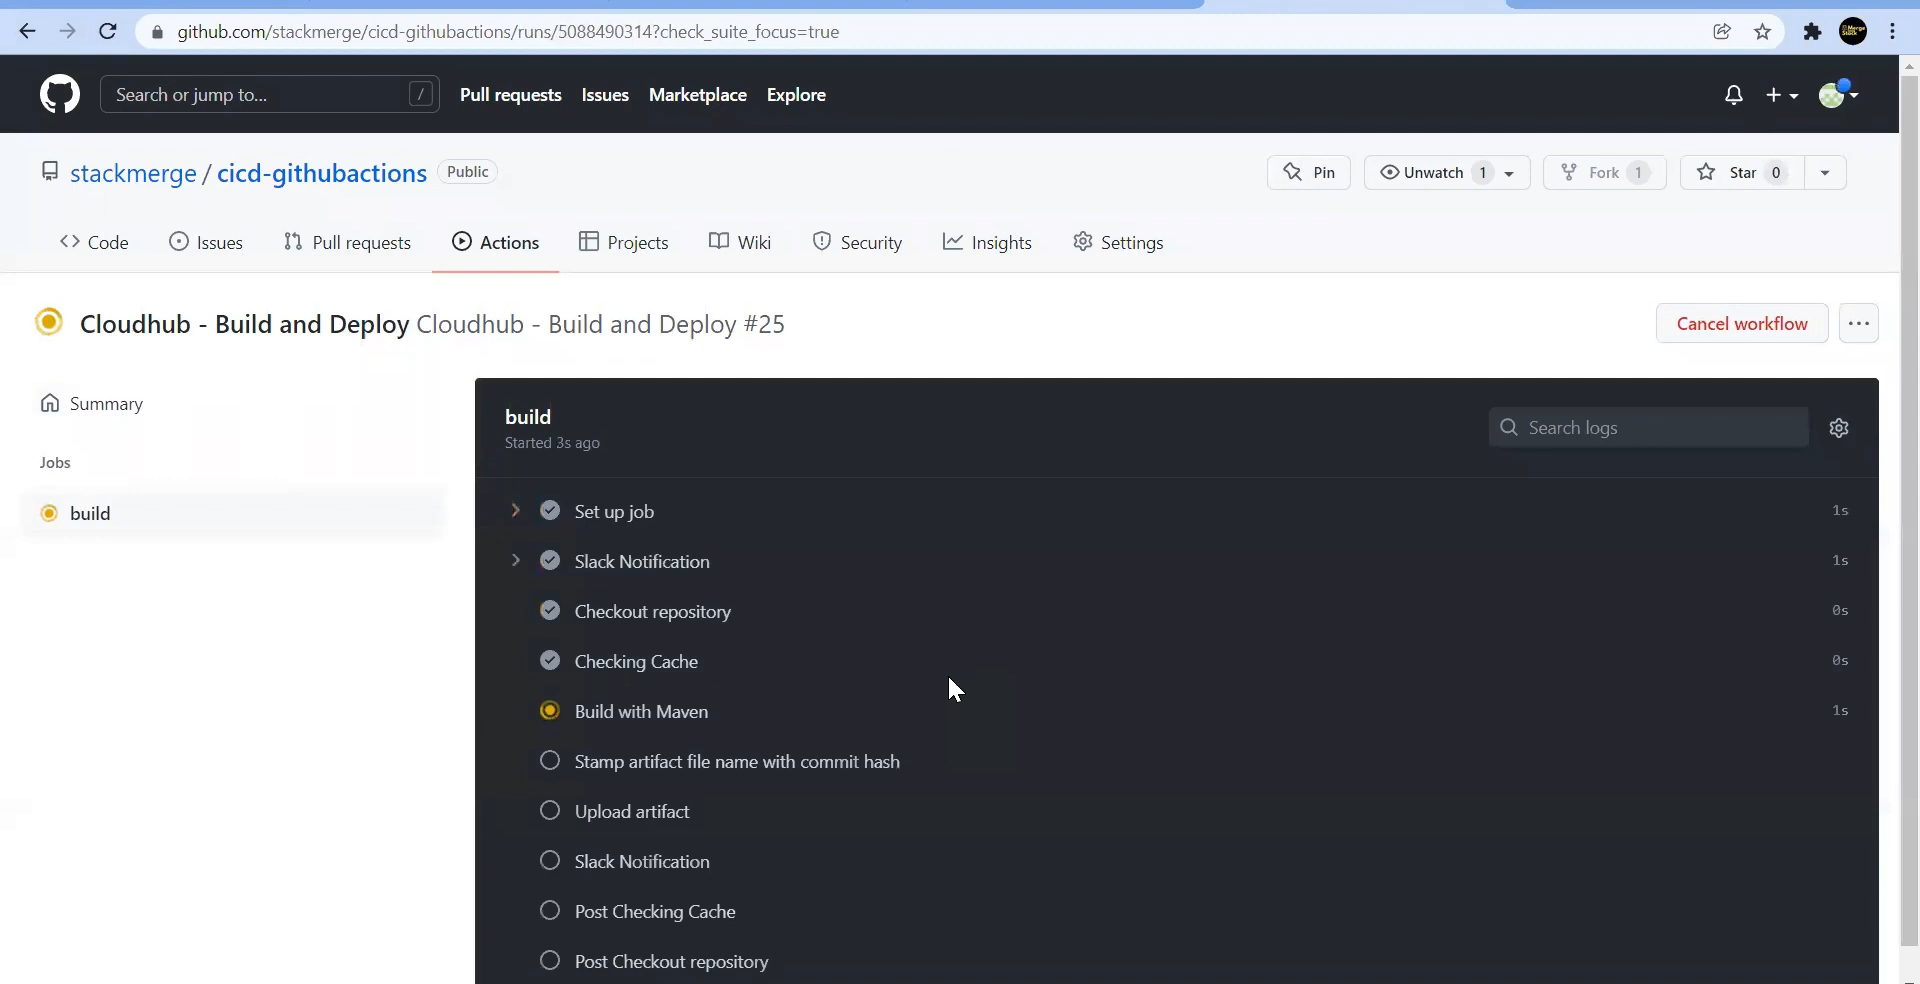 github.com/stackmerge/cicd-githubactions/runs/5088490314?check_suite_focus=true
Search or jump to... /
Pull requests Issues Marketplace Explore
stackmerge / cicd-githubactions Public
Pin Unwatch 1 Fork 1 Star 0
Code Issues Pull requests Actions Projects Wiki Security Insights Settings
Cloudhub - Build and Deploy Cloudhub - Build and Deploy #25
Cancel workflow
Summary
Jobs
build
build
Started 3s ago
Search logs
Set up job 1s
Slack Notification 1s
Checkout repository 0s
Checking Cache 0s
Build with Maven 1s
Stamp artifact file name with commit hash
Upload artifact
Slack Notification
Post Checking Cache
Post Checkout repository